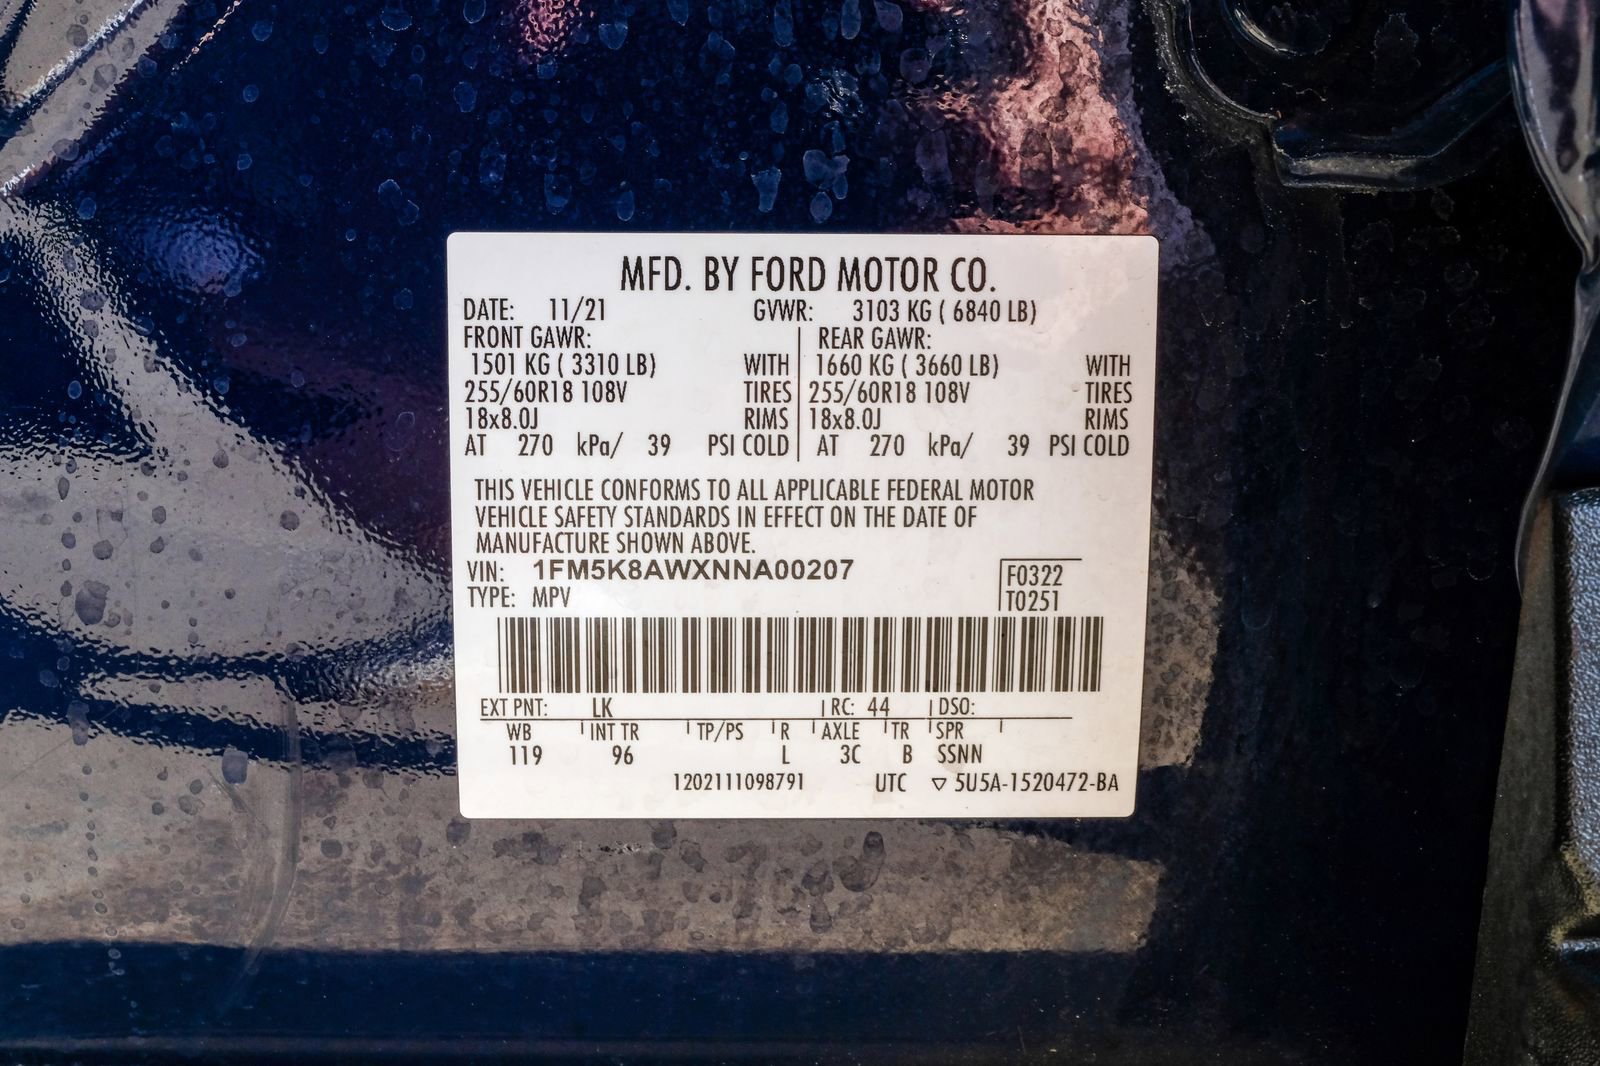 MFD. BY FORD MOTOR CO.
DATE: 11/21 GVWR: 3103 KG ( 6840 LB)
FRONT GAWR: REAR GAWR:
1501 KG ( 3310 LB) WITH 1660 KG ( 3660 LB) WITH
255/60R18 108V TIRES 255/60R18 108V TIRES
18x8.0J RIMS 18x8.0J RIMS
AT 270 kPa/ 39 PSI COLD AT 270 kPa/ 39 PSI COLD
THIS VEHICLE CONFORMS TO ALL APPLICABLE FEDERAL MOTOR
VEHICLE SAFETY STANDARDS IN EFFECT ON THE DATE OF
MANUFACTURE SHOWN ABOVE.
VIN: 1FM5K8AWXNNA00207 F0322
TYPE: MPV T0251
EXT PNT: LK RC: 44 DSO:
WB INT TR TP/PS R AXLE TR SPR
119 96 L 3C B SSNN
1202111098791 UTC ▽ 5U5A-1520472-BA